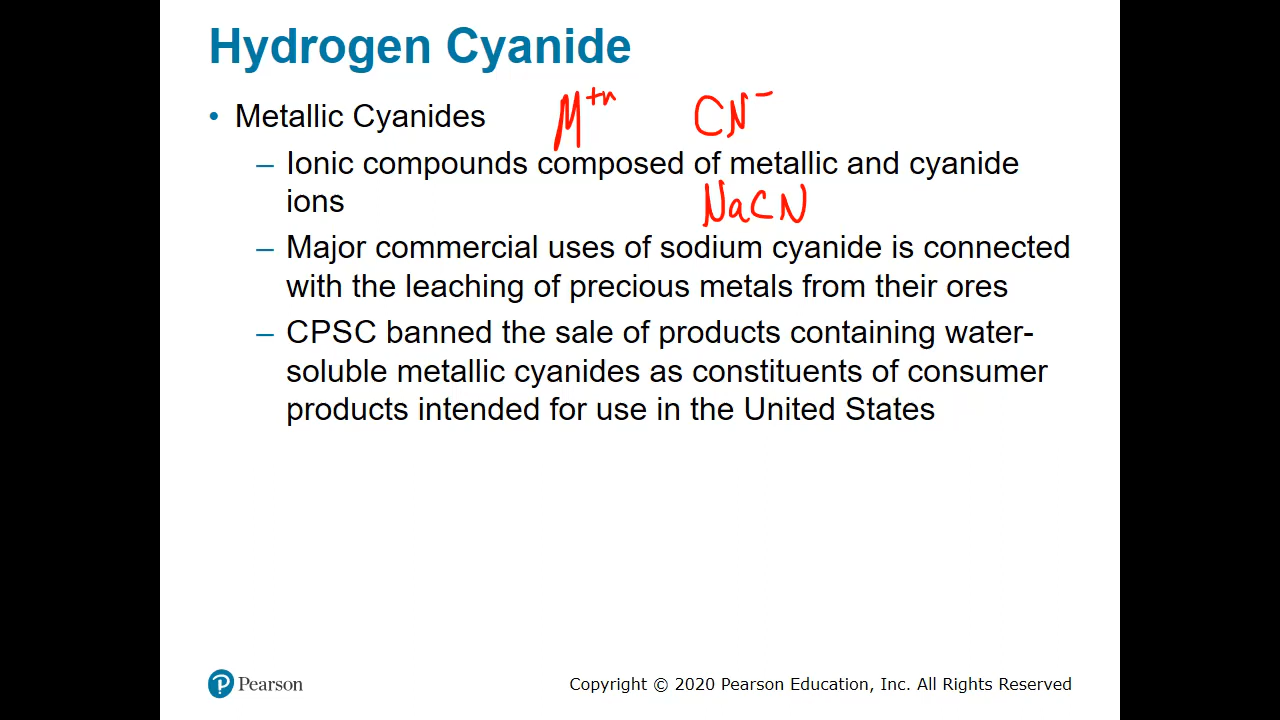 Hydrogen Cyanide
• Metallic Cyanides M⁺ⁿ CN⁻
– Ionic compounds composed of metallic and cyanide
ions NaCN
– Major commercial uses of sodium cyanide is connected
with the leaching of precious metals from their ores
– CPSC banned the sale of products containing water-
soluble metallic cyanides as constituents of consumer
products intended for use in the United States
Pearson
Copyright © 2020 Pearson Education, Inc. All Rights Reserved